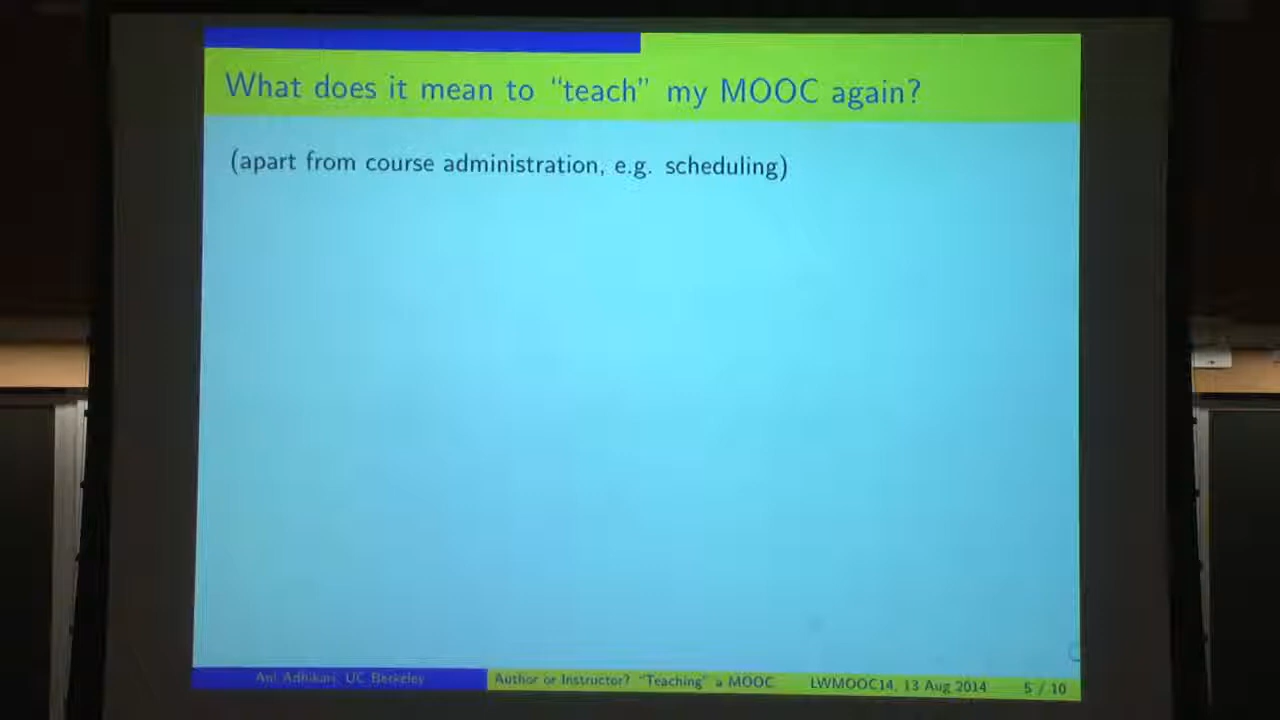 What does it mean to “teach” my MOOC again?
(apart from course administration, e.g. scheduling)
Ani Adhikari, UC Berkeley Author or Instructor? “Teaching” a MOOC LWMOOC14, 13 Aug 2014 5 / 10